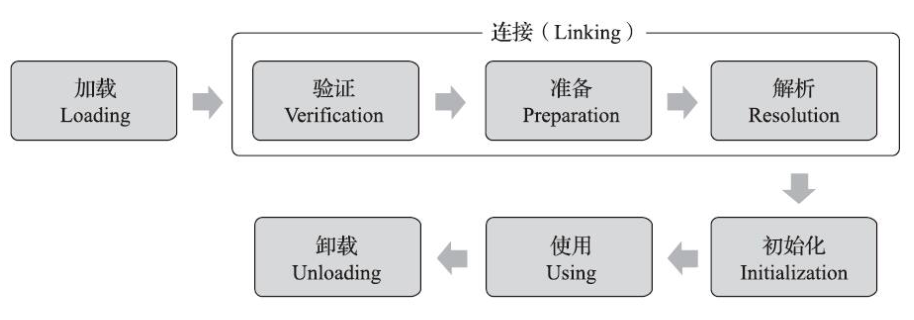 连接（Linking）
加载
Loading
验证
Verification
准备
Preparation
解析
Resolution
初始化
Initialization
使用
Using
卸载
Unloading